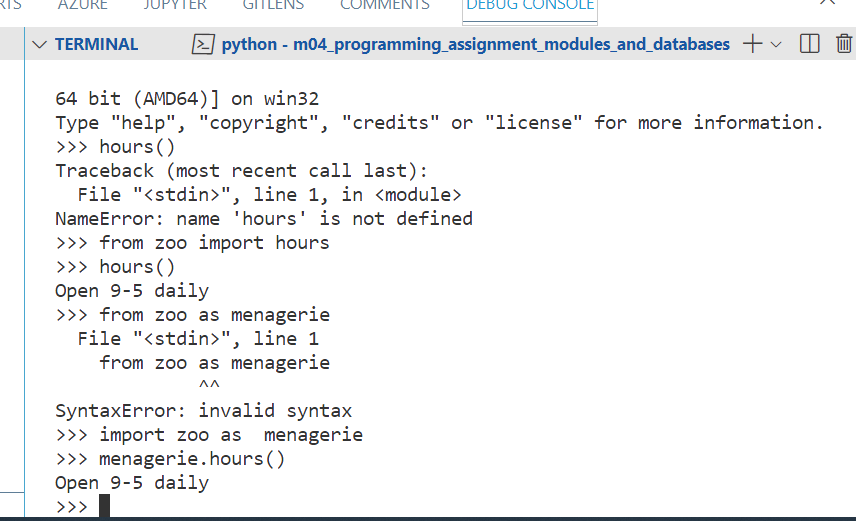 AZURE JUPYTER GITLENS COMMENTS DEBUG CONSOLE
TERMINAL python - m04_programming_assignment_modules_and_databases
64 bit (AMD64)] on win32
Type "help", "copyright", "credits" or "license" for more information.
>>> hours()
Traceback (most recent call last):
  File "<stdin>", line 1, in <module>
NameError: name 'hours' is not defined
>>> from zoo import hours
>>> hours()
Open 9-5 daily
>>> from zoo as menagerie
  File "<stdin>", line 1
    from zoo as menagerie
             ^^
SyntaxError: invalid syntax
>>> import zoo as  menagerie
>>> menagerie.hours()
Open 9-5 daily
>>>